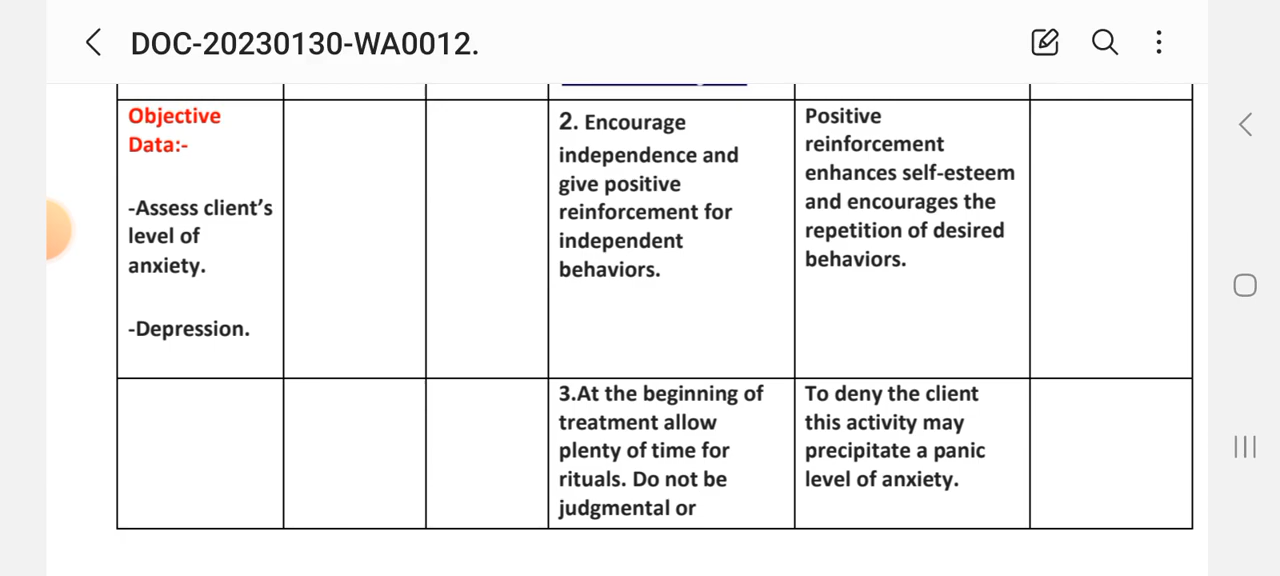 DOC-20230130-WA0012.
Objective
Data:-
-Assess client’s
level of
anxiety.
-Depression.
2. Encourage
independence and
give positive
reinforcement for
independent
behaviors.
Positive
reinforcement
enhances self-esteem
and encourages the
repetition of desired
behaviors.
3.At the beginning of
treatment allow
plenty of time for
rituals. Do not be
judgmental or
To deny the client
this activity may
precipitate a panic
level of anxiety.